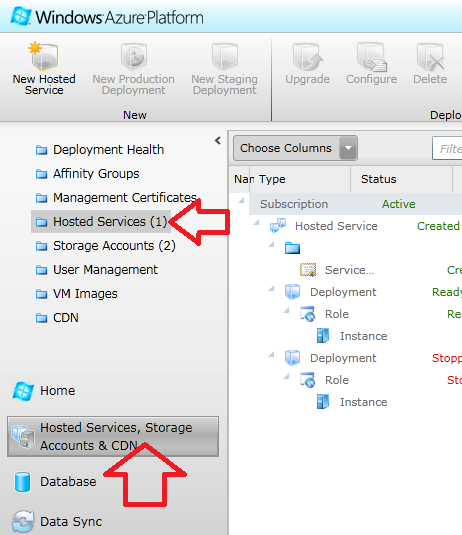 Windows Azure Platform
New Hosted
Service
New Production
Deployment
New Staging
Deployment
Upgrade
Configure
Delete
New
Deplo
Deployment Health
Affinity Groups
Management Certificates
Hosted Services (1)
Storage Accounts (2)
User Management
VM Images
CDN
Home
Hosted Services, Storage
Accounts & CDN
Database
Data Sync
Choose Columns
Filte
Nar Type Status
Subscription Active
Hosted Service Created
Service... Cre
Deployment Ready
Role Re
Instance
Deployment Stopp
Role Sto
Instance